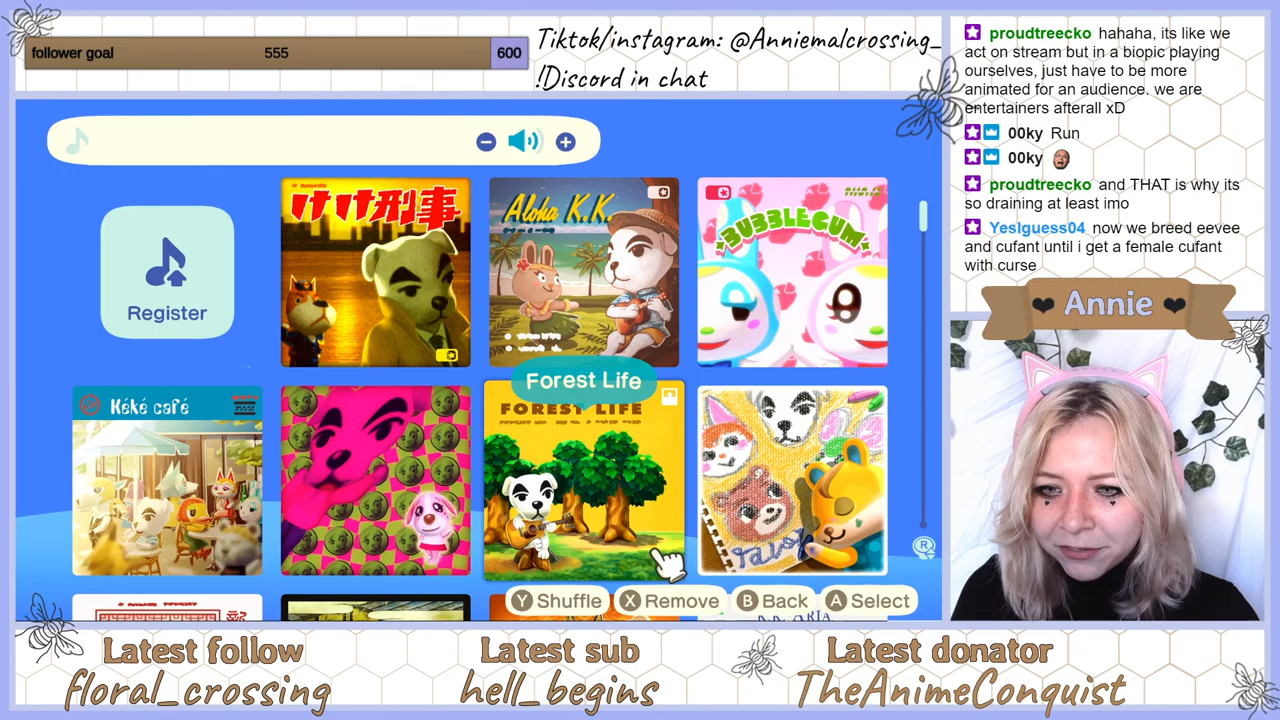 follower goal 555 600
Tiktok/instagram: @Anniemalcrossing_
!Discord in chat
Register
けけ刑事
Aloha K.K.
BUBBLEGUM
Kéké café
Forest Life
FOREST LIFE
Y Shuffle X Remove B Back A Select
R
proudtreecko hahaha, its like we
act on stream but in a biopic playing
ourselves, just have to be more
animated for an audience. we are
entertainers afterall xD
00ky Run
00ky
proudtreecko and THAT is why its
so draining at least imo
YesIguess04 now we breed eevee
and cufant until i get a female cufant
with curse
Annie
Latest follow
floral_crossing
Latest sub
hell_begins
Latest donator
TheAnimeConquist